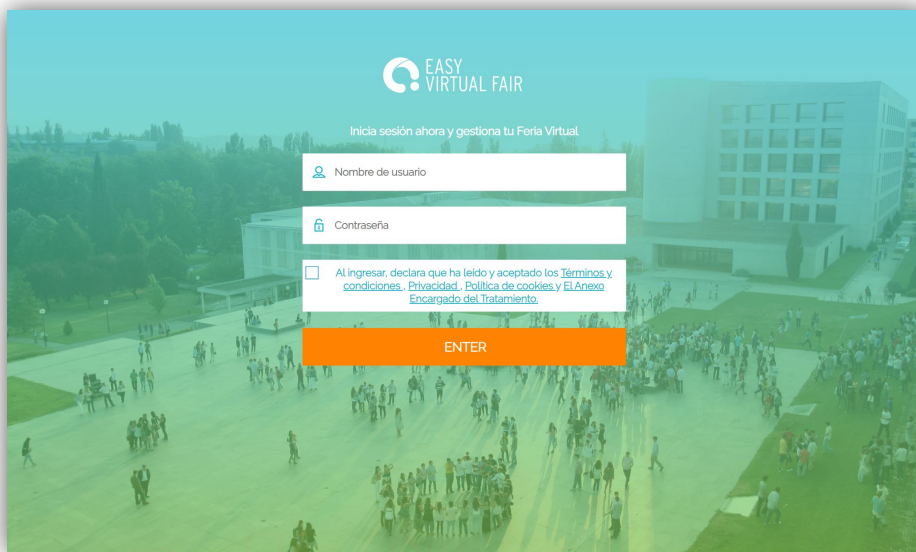 EASY
VIRTUAL FAIR
Inicia sesión ahora y gestiona tu Feria Virtual
Nombre de usuario
Contraseña
Al ingresar, declara que ha leído y aceptado los Términos y
condiciones , Privacidad , Política de cookies y El Anexo
Encargado del Tratamiento.
ENTER